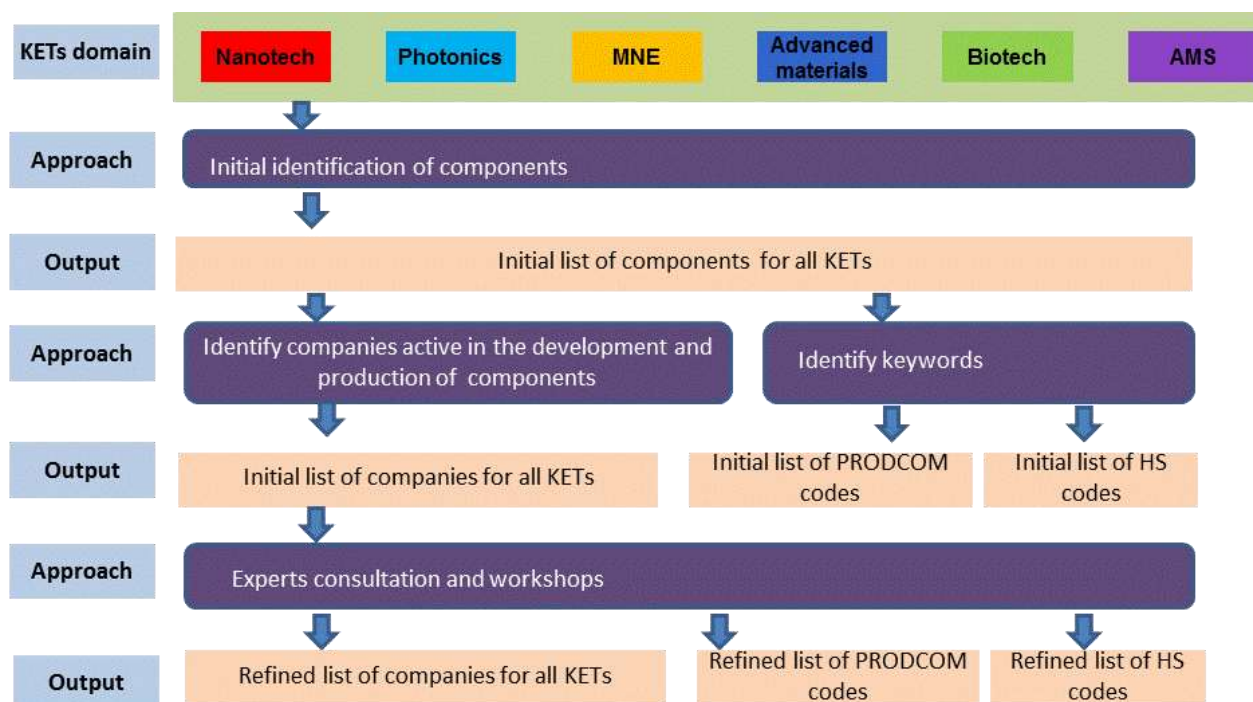 KETs domain
Nanotech
Photonics
MNE
Advanced
materials
Biotech
AMS
Approach
Initial identification of components
Output
Initial list of components for all KETs
Approach
Identify companies active in the development and
production of components
Identify keywords
Output
Initial list of companies for all KETs
Initial list of PRODCOM
codes
Initial list of HS
codes
Approach
Experts consultation and workshops
Output
Refined list of companies for all KETs
Refined list of PRODCOM
codes
Refined list of HS
codes